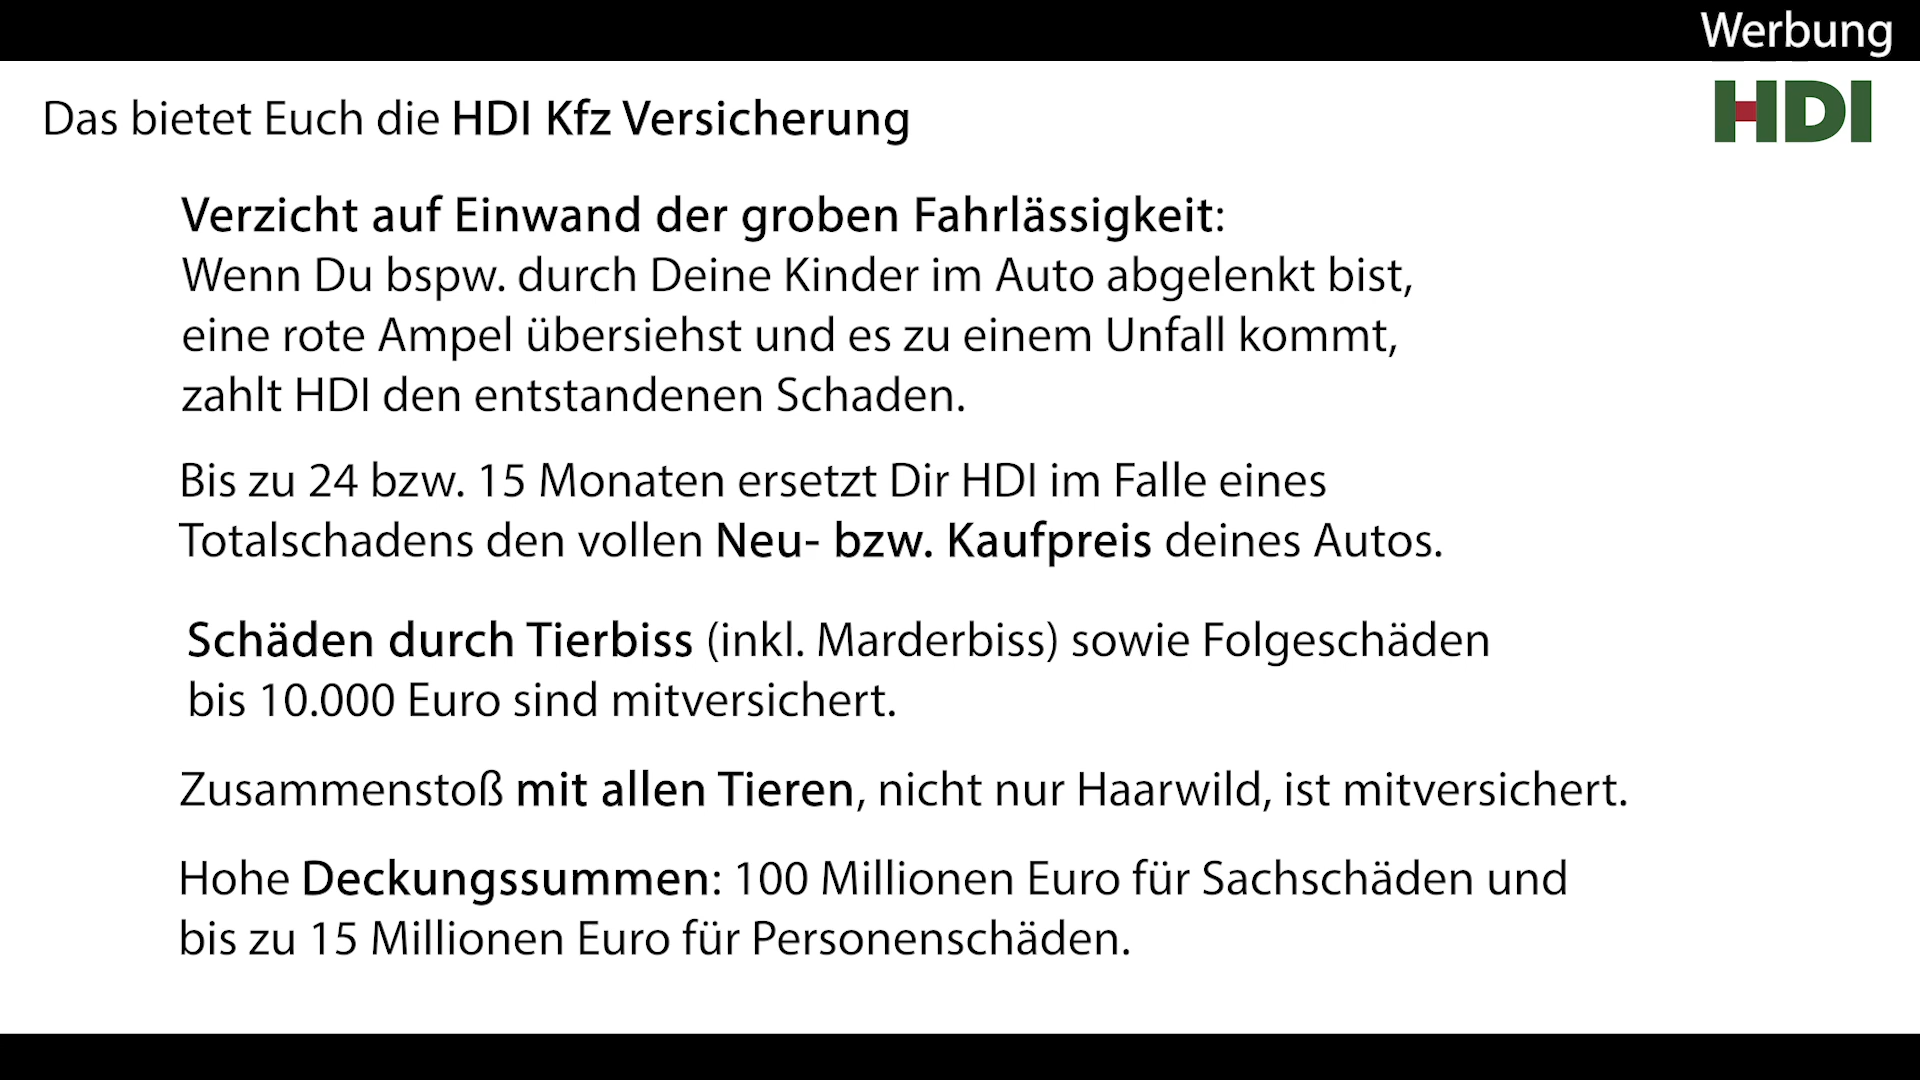 Werbung
HDI
Das bietet Euch die HDI Kfz Versicherung
Verzicht auf Einwand der groben Fahrlässigkeit:
Wenn Du bspw. durch Deine Kinder im Auto abgelenkt bist,
eine rote Ampel übersiehst und es zu einem Unfall kommt,
zahlt HDI den entstandenen Schaden.
Bis zu 24 bzw. 15 Monaten ersetzt Dir HDI im Falle eines
Totalschadens den vollen Neu- bzw. Kaufpreis deines Autos.
Schäden durch Tierbiss (inkl. Marderbiss) sowie Folgeschäden
bis 10.000 Euro sind mitversichert.
Zusammenstoß mit allen Tieren, nicht nur Haarwild, ist mitversichert.
Hohe Deckungssummen: 100 Millionen Euro für Sachschäden und
bis zu 15 Millionen Euro für Personenschäden.